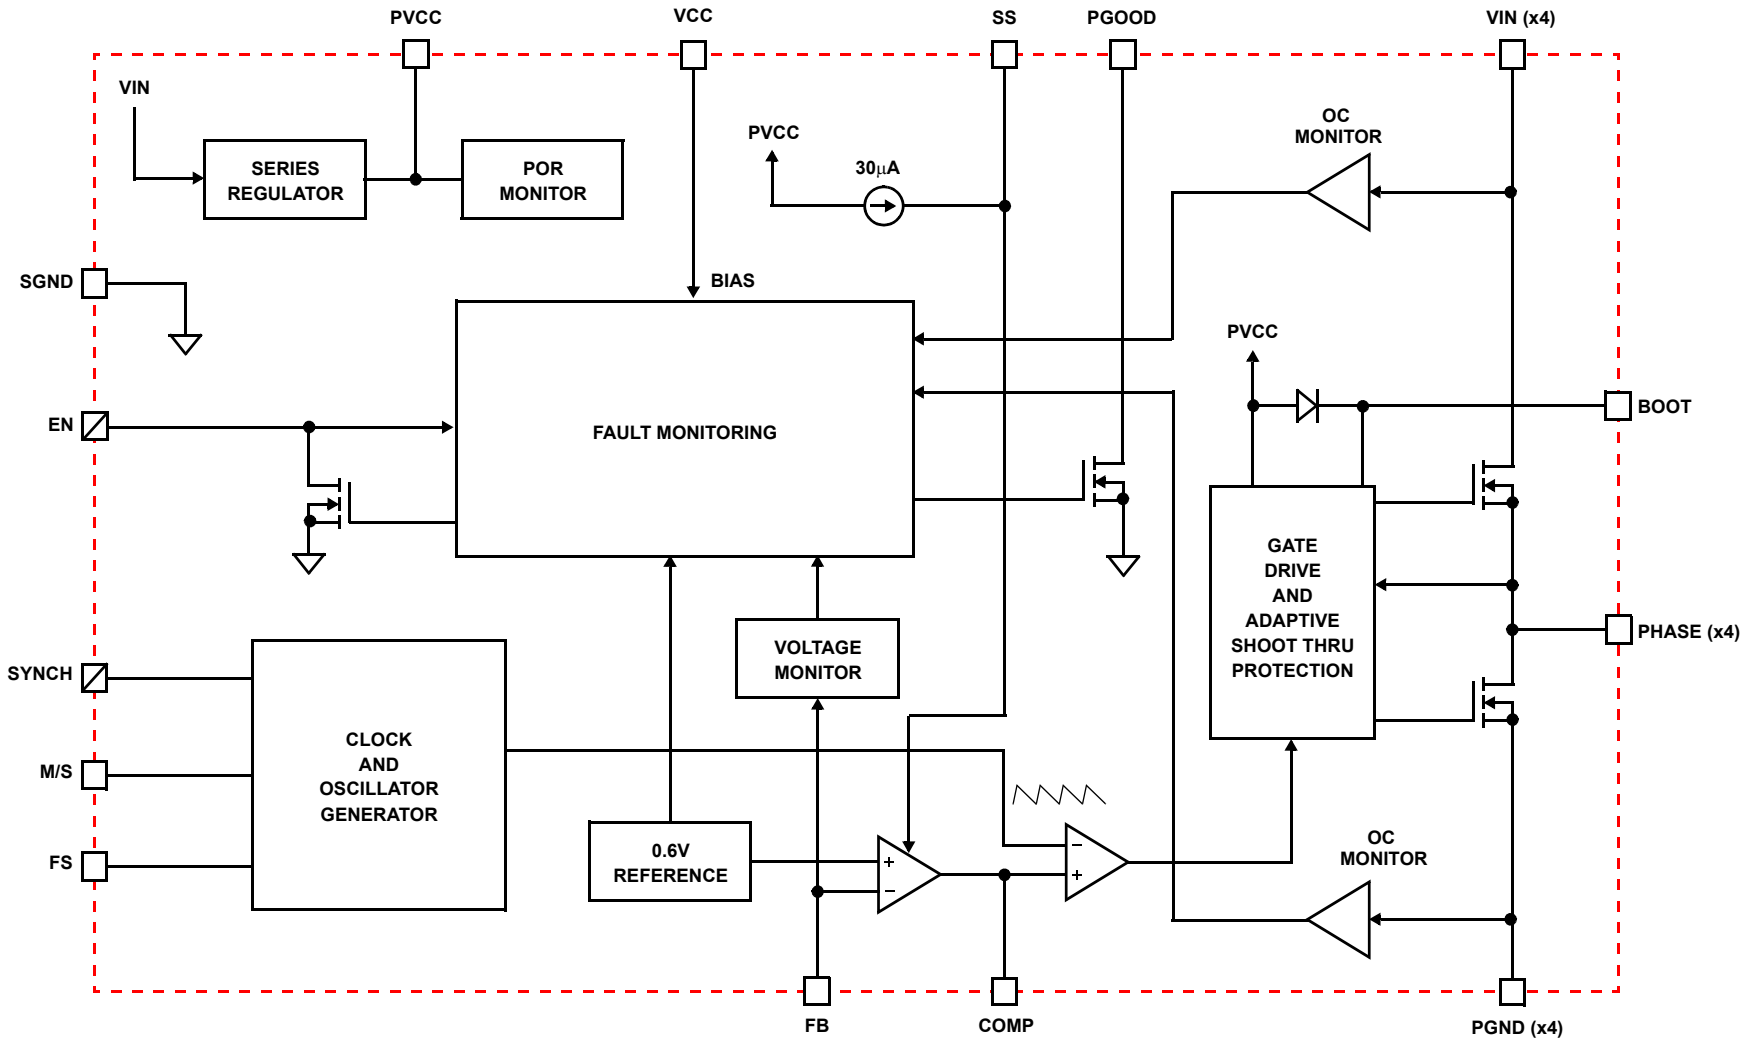 PVCC
VCC
SS
PGOOD
VIN (x4)
VIN
SERIES
REGULATOR
POR
MONITOR
PVCC
30μA
OC
MONITOR
SGND
BIAS
PVCC
BOOT
EN
FAULT MONITORING
GATE
DRIVE
AND
ADAPTIVE
SHOOT THRU
PROTECTION
PHASE (x4)
VOLTAGE
MONITOR
SYNCH
M/S
FS
CLOCK
AND
OSCILLATOR
GENERATOR
0.6V
REFERENCE
+
−
−
+
OC
MONITOR
FB
COMP
PGND (x4)